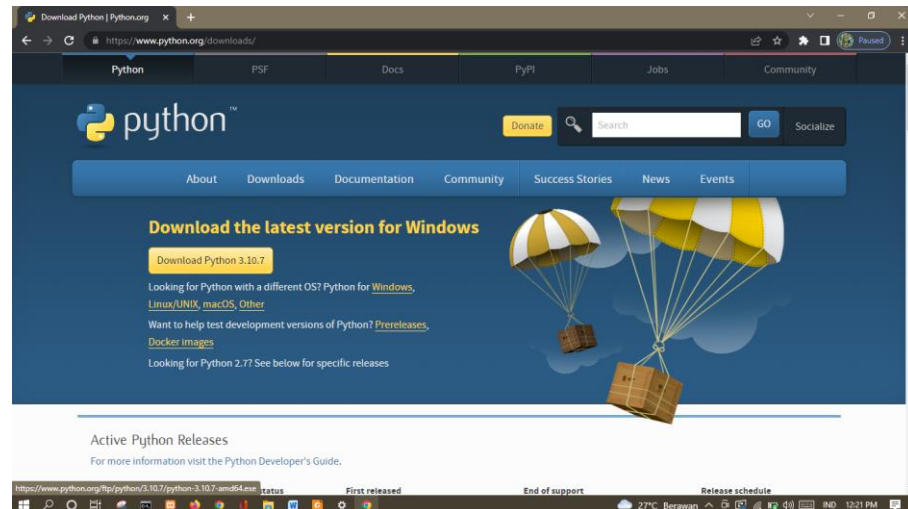 Download Python | Python.org
https://www.python.org/downloads/
Paused
Python PSF Docs PyPI Jobs Community
python™
Donate Search GO Socialize
About Downloads Documentation Community Success Stories News Events
Download the latest version for Windows
Download Python 3.10.7
Looking for Python with a different OS? Python for Windows,
Linux/UNIX, macOS, Other
Want to help test development versions of Python? Prereleases,
Docker images
Looking for Python 2.7? See below for specific releases
Active Python Releases
For more information visit the Python Developer's Guide.
https://www.python.org/ftp/python/3.10.7/python-3.10.7-amd64.exe status First released End of support Release schedule
27°C Berawan IND 12:21 PM